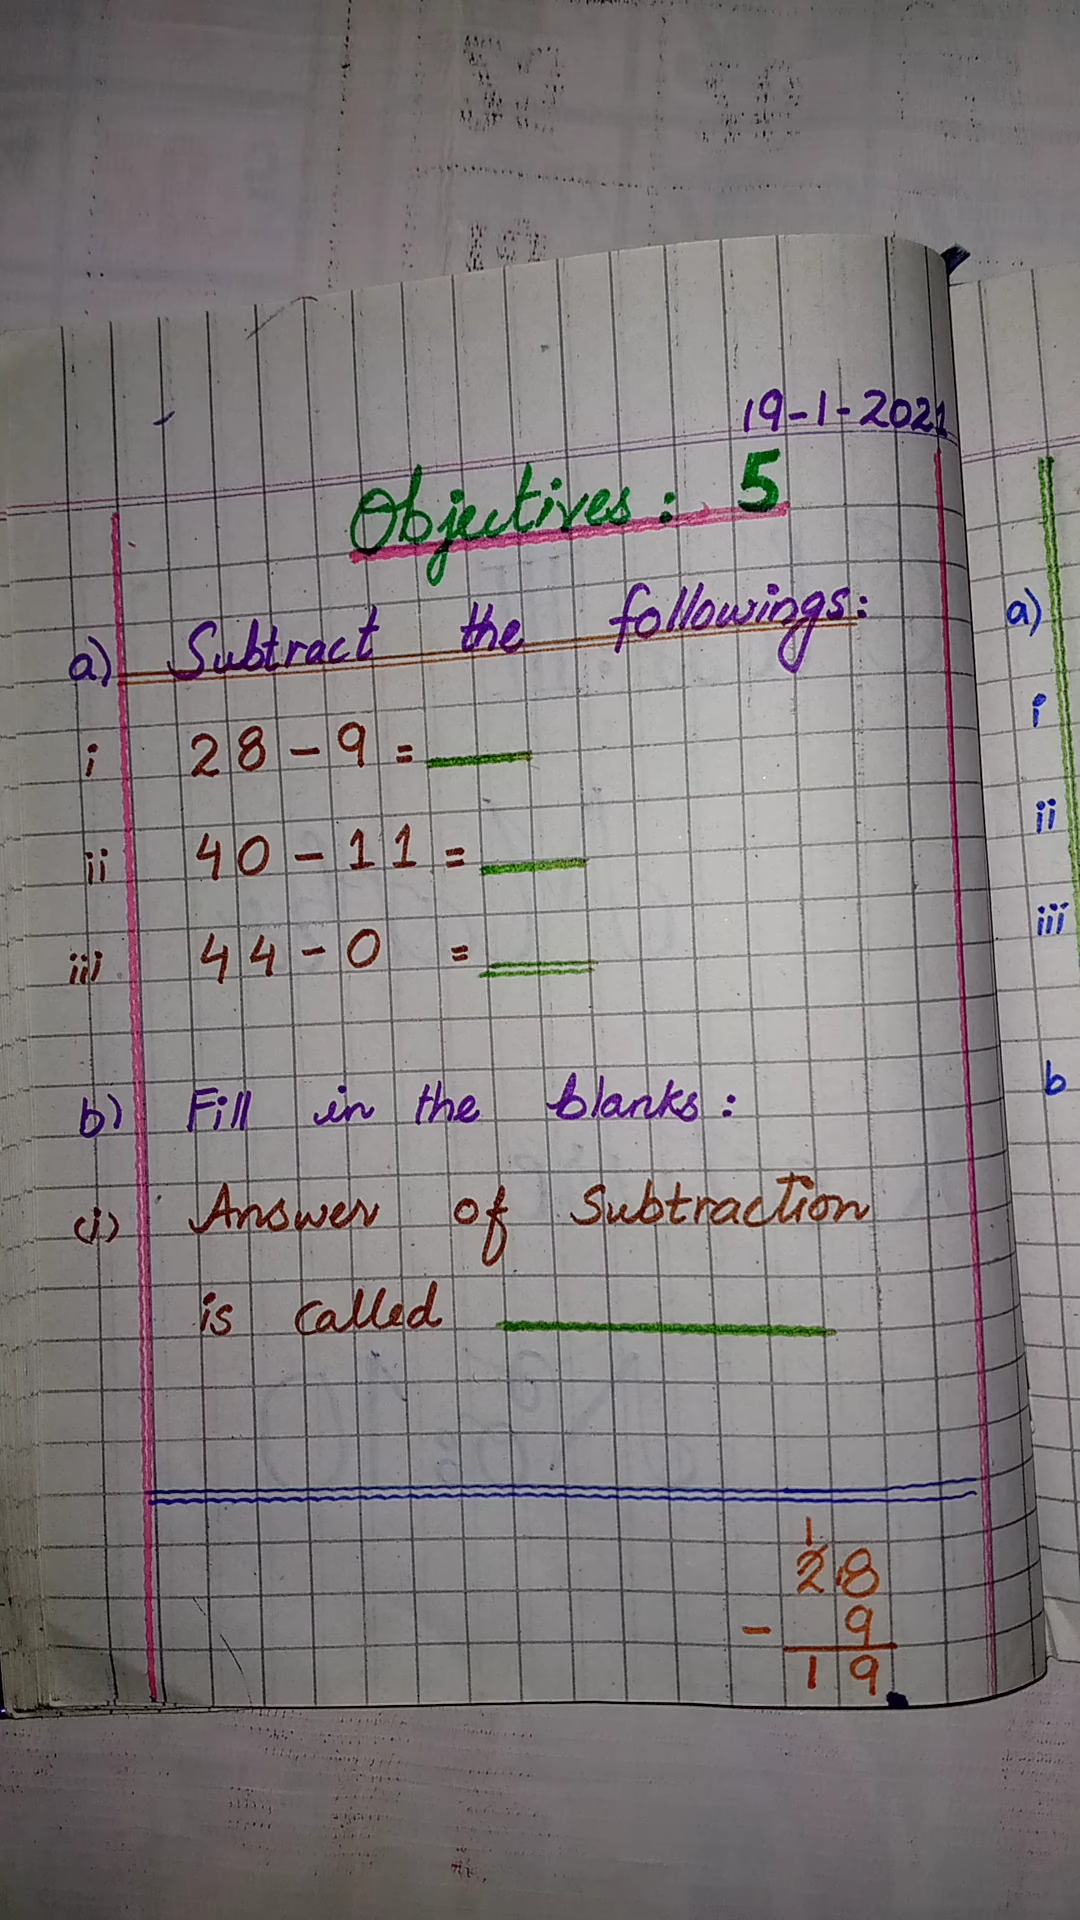 19-1-2021
Objectives: 5
a) Subtract the followings:
i 28-9=
ii 40-11=
iii 44-0 =
b) Fill in the blanks:
(i) Answer of Subtraction
is called
1
28
- 9
19
a)
i
ii
iii
b